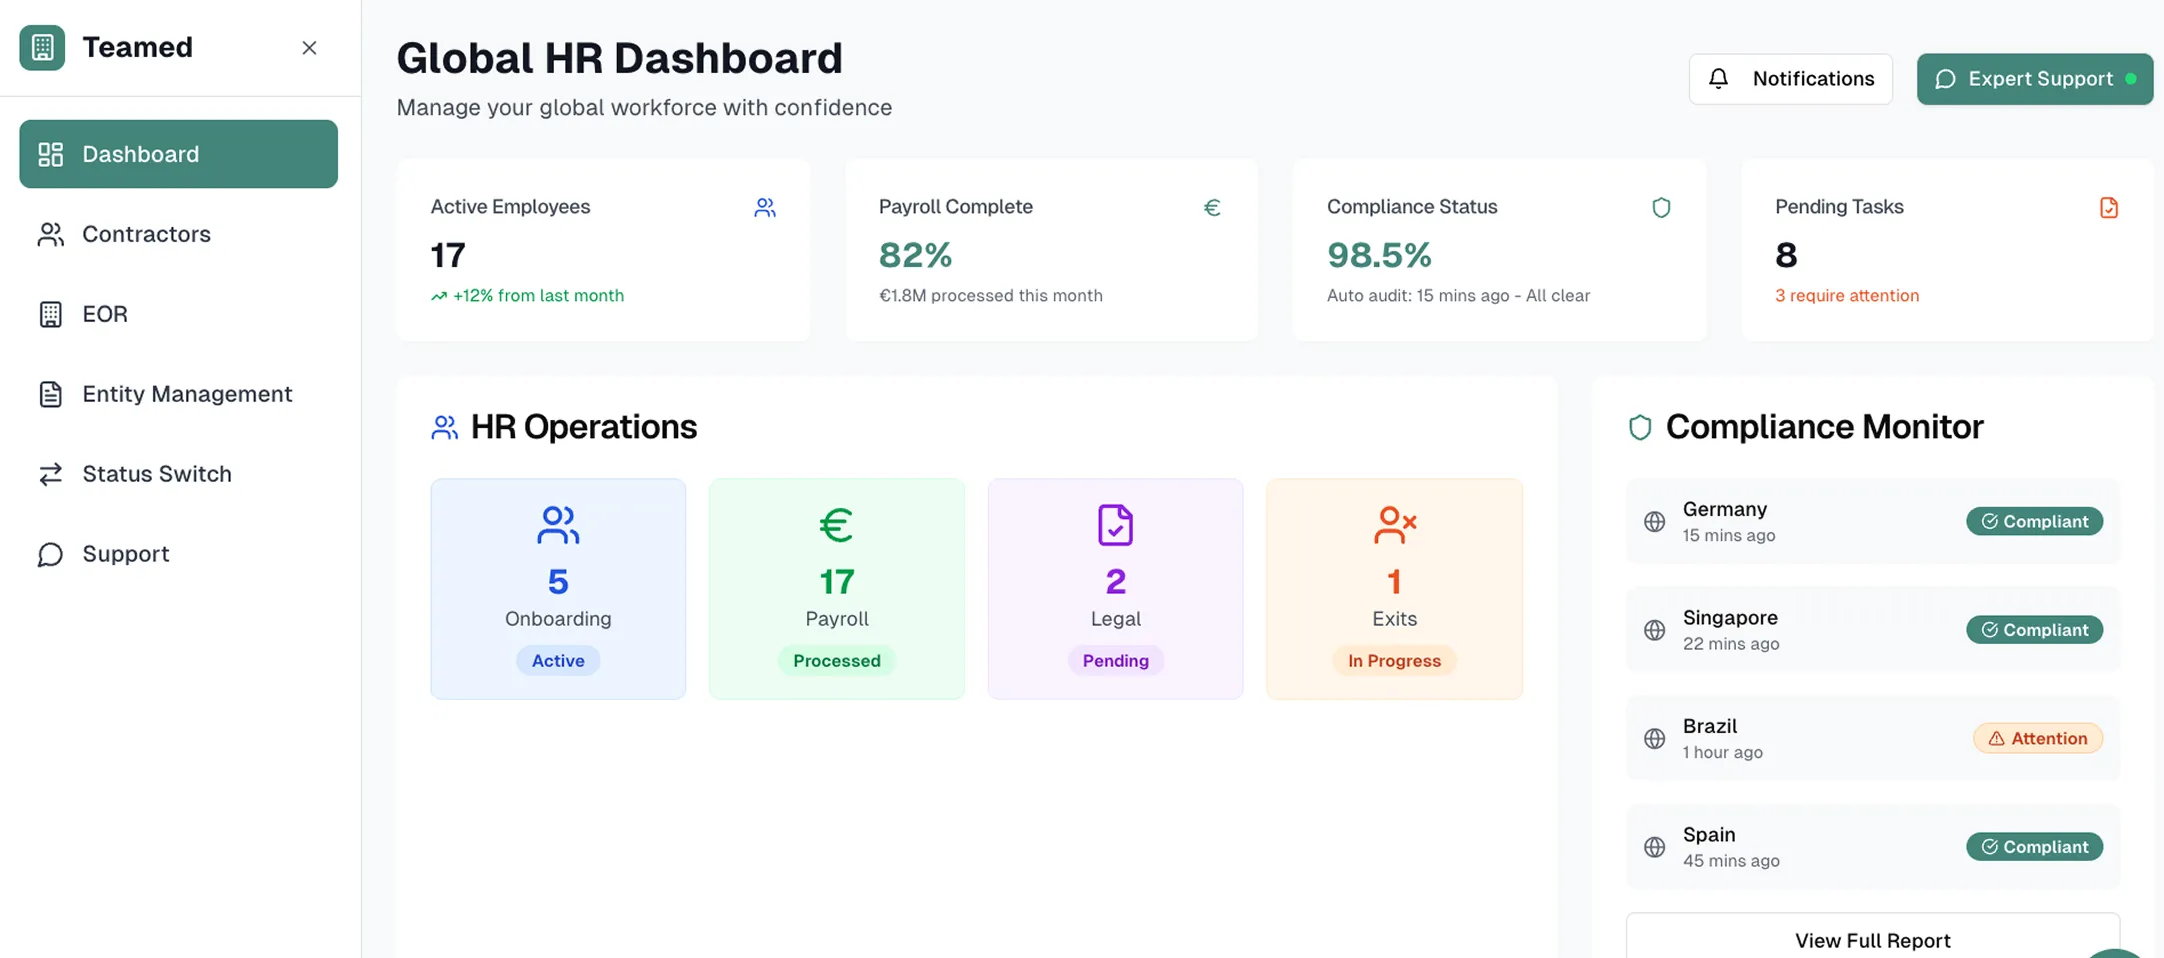 Teamed
Dashboard
Contractors
EOR
Entity Management
Status Switch
Support
Global HR Dashboard
Manage your global workforce with confidence
Notifications
Expert Support
Active Employees
17
+12% from last month
Payroll Complete
82%
€1.8M processed this month
Compliance Status
98.5%
Auto audit: 15 mins ago - All clear
Pending Tasks
8
3 require attention
HR Operations
5
Onboarding
Active
17
Payroll
Processed
2
Legal
Pending
1
Exits
In Progress
Compliance Monitor
Germany
15 mins ago
Compliant
Singapore
22 mins ago
Compliant
Brazil
1 hour ago
Attention
Spain
45 mins ago
Compliant
View Full Report